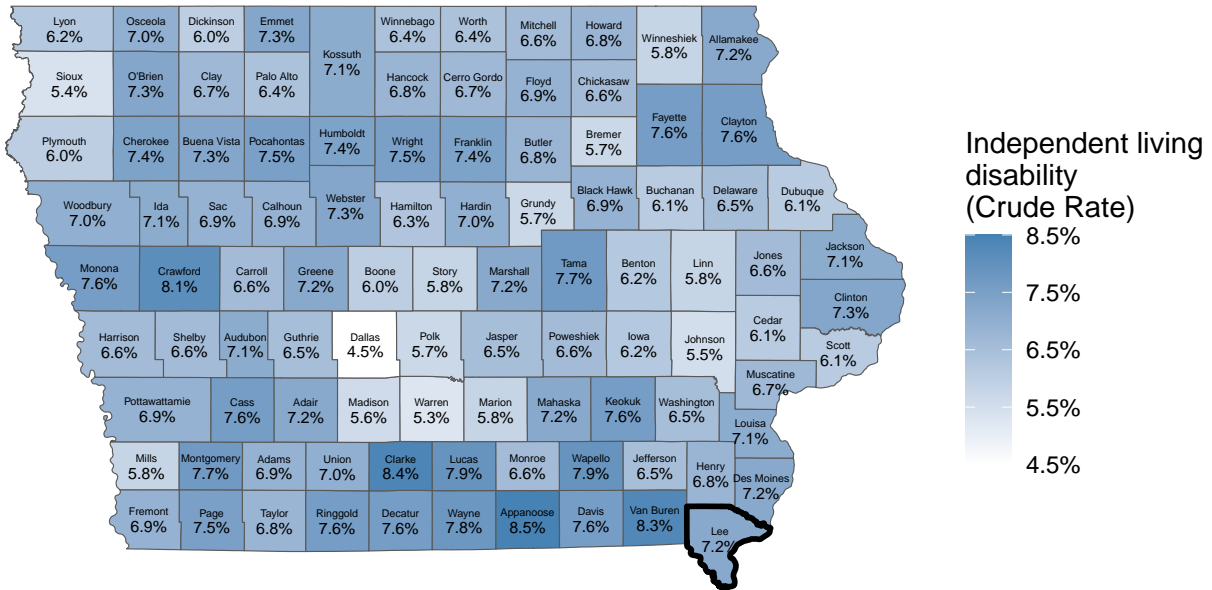 Lyon
6.2%
Osceola
7.0%
Dickinson
6.0%
Emmet
7.3%
Kossuth
7.1%
Winnebago
6.4%
Worth
6.4%
Mitchell
6.6%
Howard
6.8%
Winneshiek
5.8%
Allamakee
7.2%
Sioux
5.4%
O'Brien
7.3%
Clay
6.7%
Palo Alto
6.4%
Hancock
6.8%
Cerro Gordo
6.7%
Floyd
6.9%
Chickasaw
6.6%
Fayette
7.6%
Clayton
7.6%
Plymouth
6.0%
Cherokee
7.4%
Buena Vista
7.3%
Pocahontas
7.5%
Humboldt
7.4%
Wright
7.5%
Franklin
7.4%
Butler
6.8%
Bremer
5.7%
Woodbury
7.0%
Ida
7.1%
Sac
6.9%
Calhoun
6.9%
Webster
7.3%
Hamilton
6.3%
Hardin
7.0%
Grundy
5.7%
Black Hawk
6.9%
Buchanan
6.1%
Delaware
6.5%
Dubuque
6.1%
Monona
7.6%
Crawford
8.1%
Carroll
6.6%
Greene
7.2%
Boone
6.0%
Story
5.8%
Marshall
7.2%
Tama
7.7%
Benton
6.2%
Linn
5.8%
Jones
6.6%
Jackson
7.1%
Clinton
7.3%
Harrison
6.6%
Shelby
6.6%
Audubon
7.1%
Guthrie
6.5%
Dallas
4.5%
Polk
5.7%
Jasper
6.5%
Poweshiek
6.6%
Iowa
6.2%
Johnson
5.5%
Cedar
6.1%
Scott
6.1%
Muscatine
6.7%
Pottawattamie
6.9%
Cass
7.6%
Adair
7.2%
Madison
5.6%
Warren
5.3%
Marion
5.8%
Mahaska
7.2%
Keokuk
7.6%
Washington
6.5%
Louisa
7.1%
Mills
5.8%
Montgomery
7.7%
Adams
6.9%
Union
7.0%
Clarke
8.4%
Lucas
7.9%
Monroe
6.6%
Wapello
7.9%
Jefferson
6.5%
Henry
6.8%
Des Moines
7.2%
Fremont
6.9%
Page
7.5%
Taylor
6.8%
Ringgold
7.6%
Decatur
7.6%
Wayne
7.8%
Appanoose
8.5%
Davis
7.6%
Van Buren
8.3%
Lee
7.2%
Independent living
disability
(Crude Rate)
8.5%
7.5%
6.5%
5.5%
4.5%